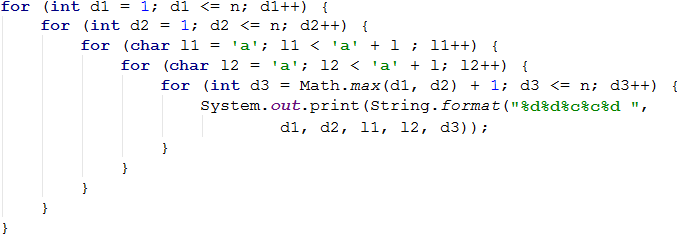 for (int d1 = 1; d1 <= n; d1++) {
    for (int d2 = 1; d2 <= n; d2++) {
        for (char l1 = 'a'; l1 < 'a' + l ; l1++) {
            for (char l2 = 'a'; l2 < 'a' + l; l2++) {
                for (int d3 = Math.max(d1, d2) + 1; d3 <= n; d3++) {
                    System.out.print(String.format("%d%d%c%c%d ",
                            d1, d2, l1, l2, d3));
                }
            }
        }
    }
}